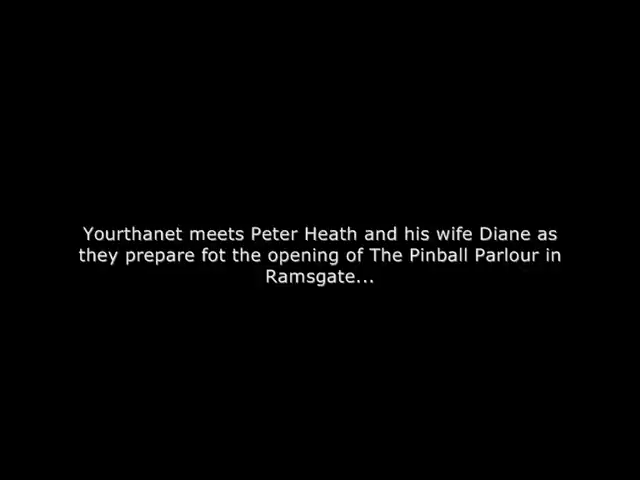 Yourthanet meets Peter Heath and his wife Diane as
they prepare fot the opening of The Pinball Parlour in
Ramsgate...